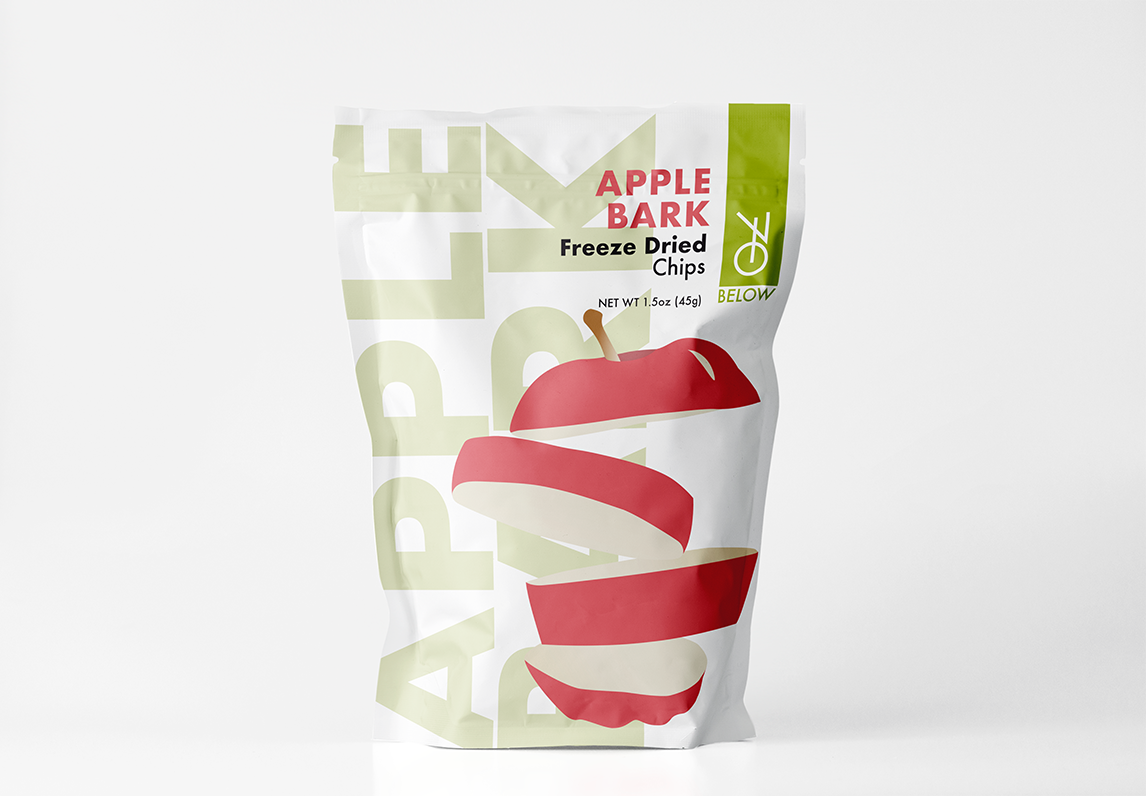 APPLE
BARK
APPLE
BARK
Freeze Dried
Chips
NET WT 1.5oz (45g)
BELOW